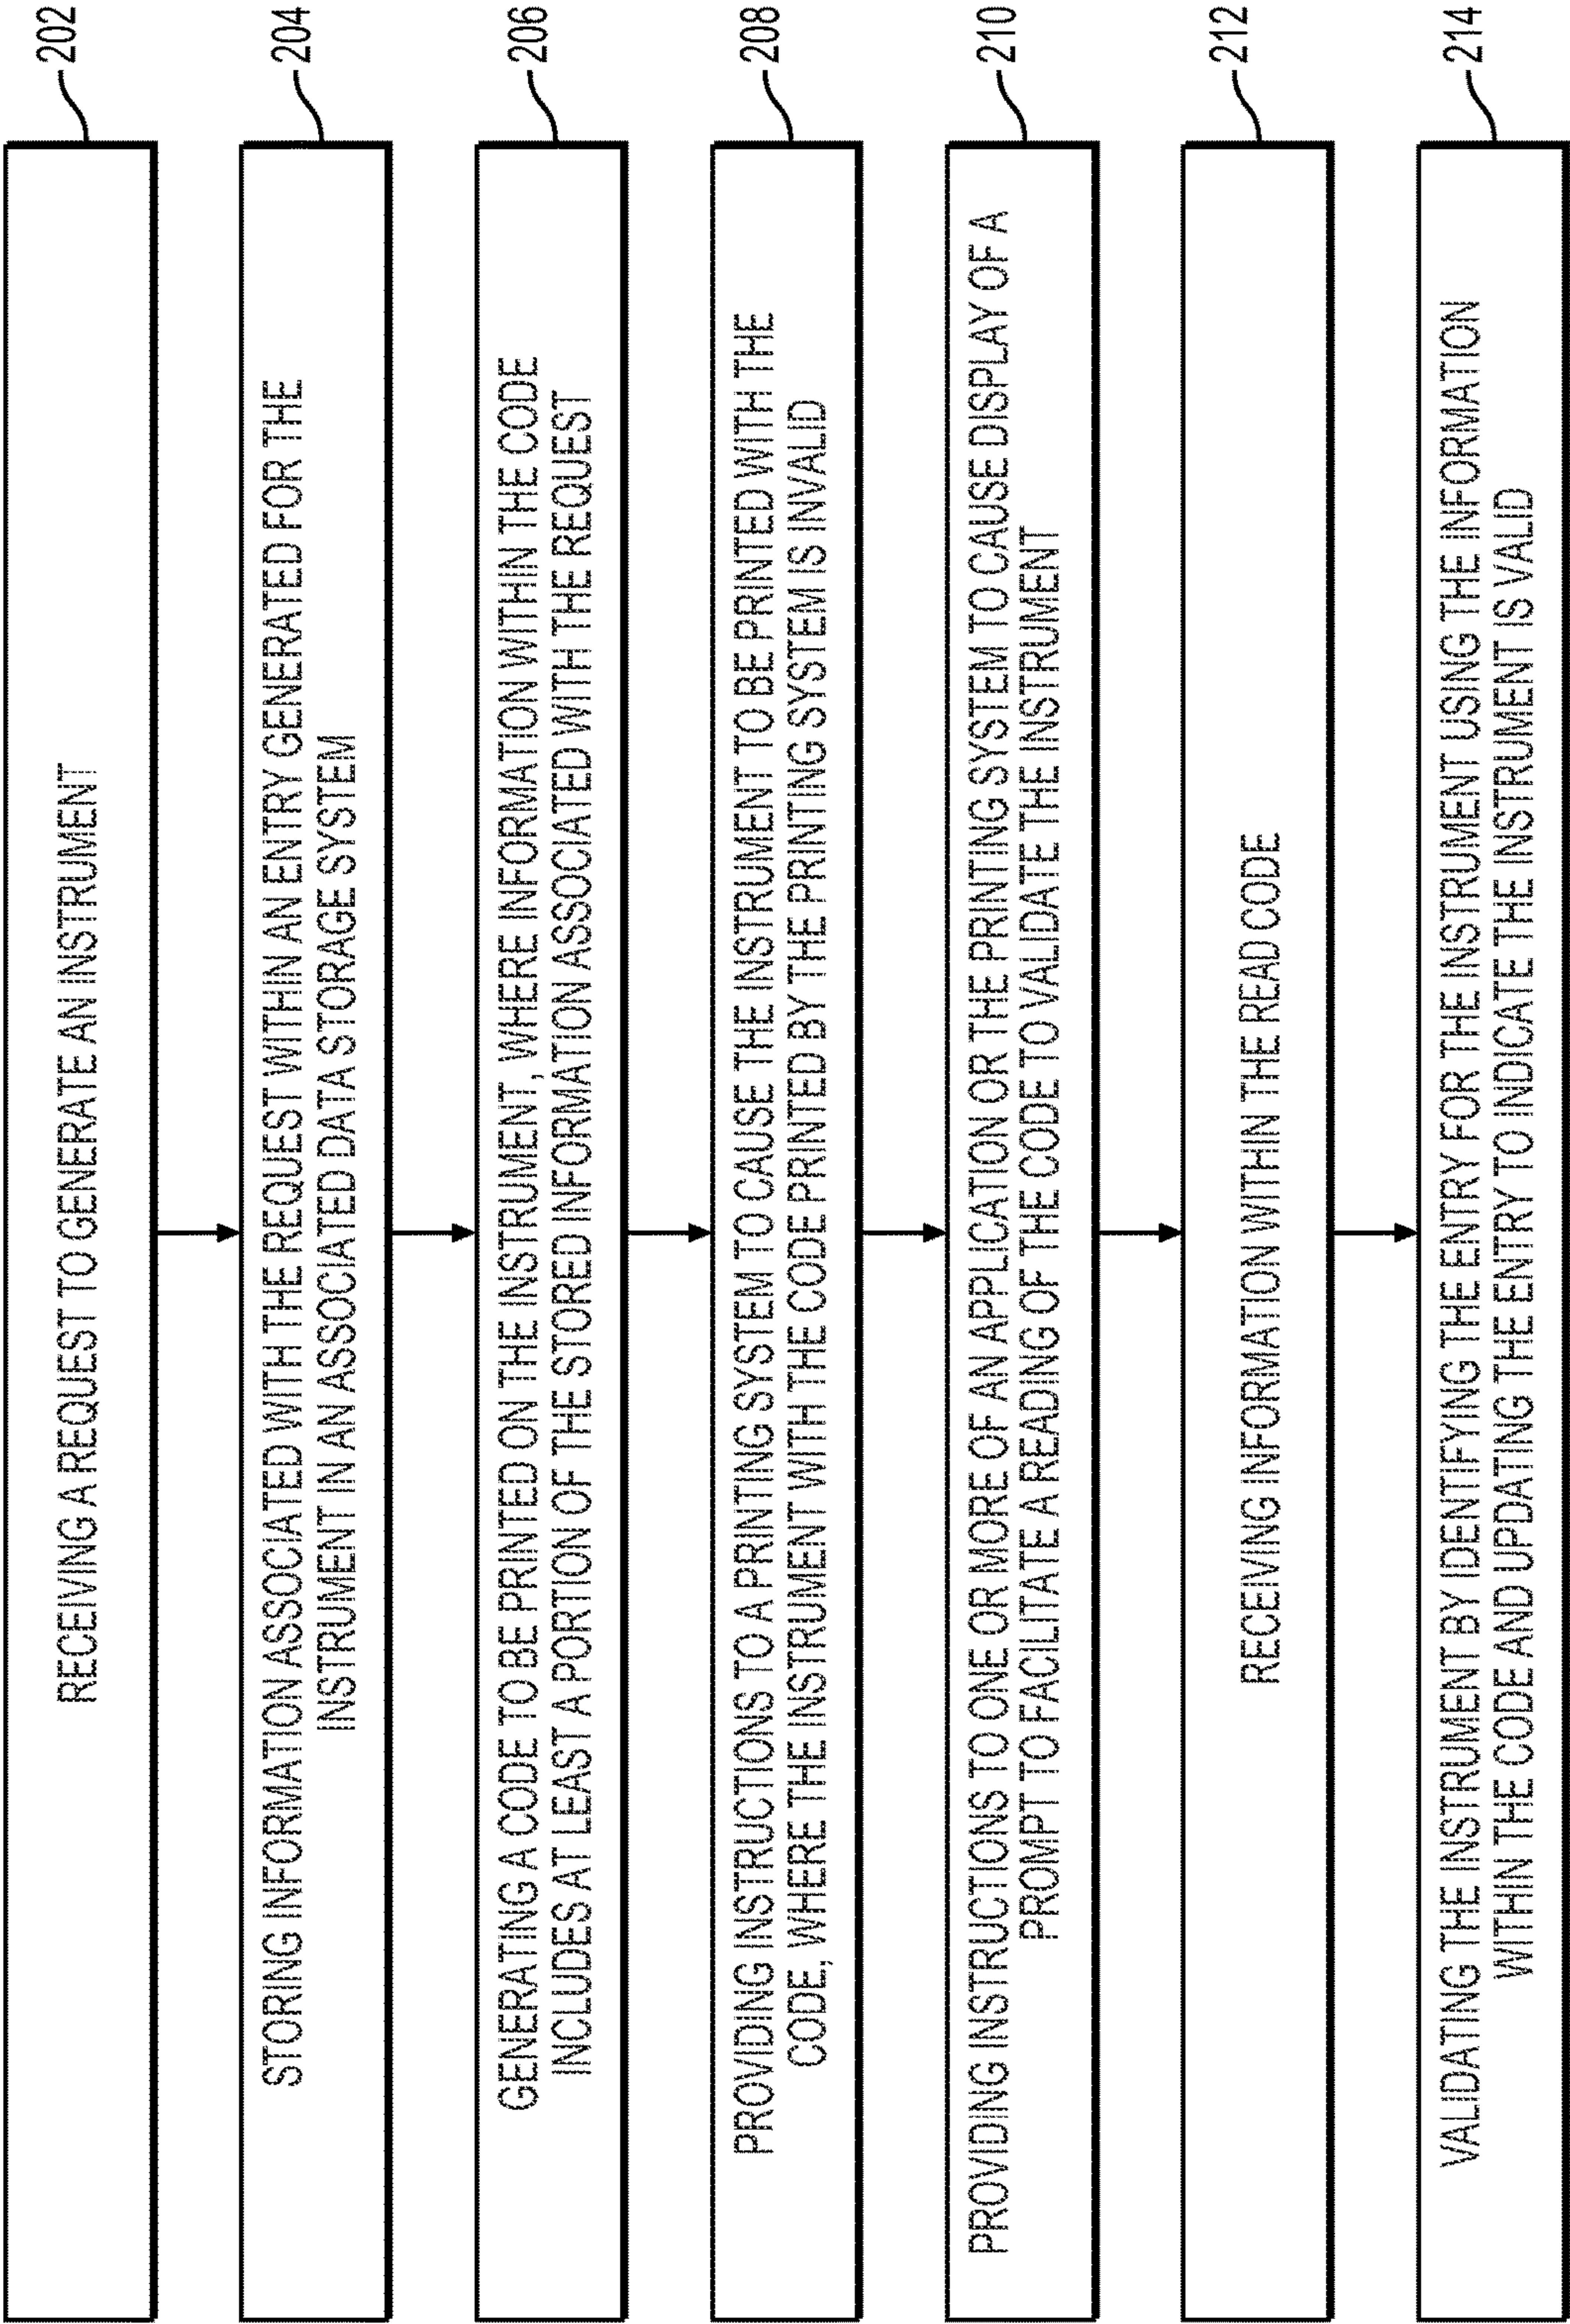 RECEIVING A REQUEST TO GENERATE AN INSTRUMENT
202
STORING INFORMATION ASSOCIATED WITH THE REQUEST WITHIN AN ENTRY GENERATED FOR THE
INSTRUMENT IN AN ASSOCIATED DATA STORAGE SYSTEM
204
GENERATING A CODE TO BE PRINTED ON THE INSTRUMENT, WHERE INFORMATION WITHIN THE CODE
INCLUDES AT LEAST A PORTION OF THE STORED INFORMATION ASSOCIATED WITH THE REQUEST
206
PROVIDING INSTRUCTIONS TO A PRINTING SYSTEM TO CAUSE THE INSTRUMENT TO BE PRINTED WITH THE
CODE, WHERE THE INSTRUMENT WITH THE CODE PRINTED BY THE PRINTING SYSTEM IS INVALID
208
PROVIDING INSTRUCTIONS TO ONE OR MORE OF AN APPLICATION OR THE PRINTING SYSTEM TO CAUSE DISPLAY OF A
PROMPT TO FACILITATE A READING OF THE CODE TO VALIDATE THE INSTRUMENT
210
RECEIVING INFORMATION WITHIN THE READ CODE
212
VALIDATING THE INSTRUMENT BY IDENTIFYING THE ENTRY FOR THE INSTRUMENT USING THE INFORMATION
WITHIN THE CODE AND UPDATING THE ENTRY TO INDICATE THE INSTRUMENT IS VALID
214